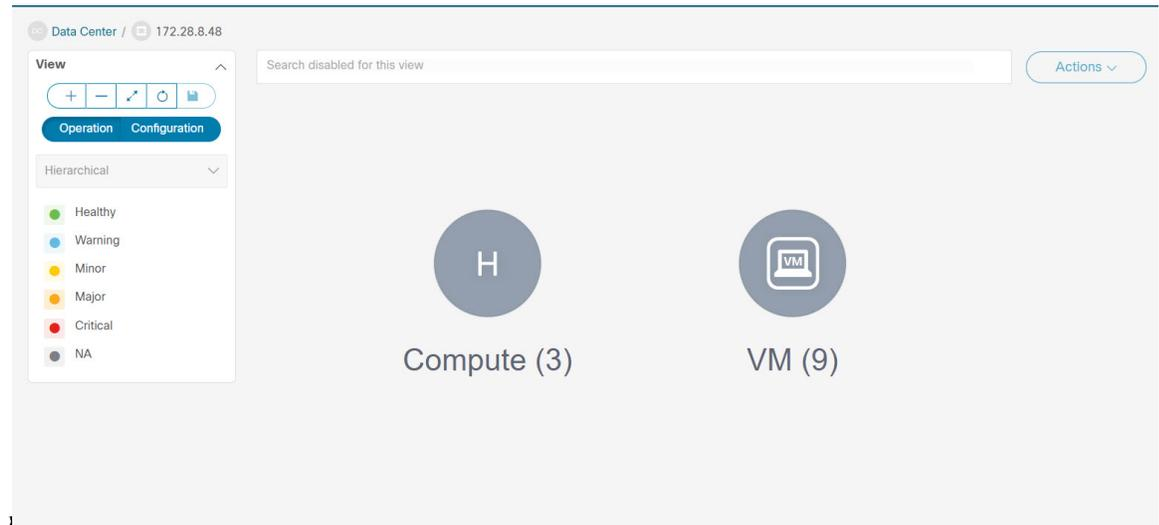 Data Center / 172.28.8.48
View
Search disabled for this view
Actions
Operation Configuration
Hierarchical
Healthy
Warning
Minor
Major
Critical
NA
H
VM
Compute (3)
VM (9)